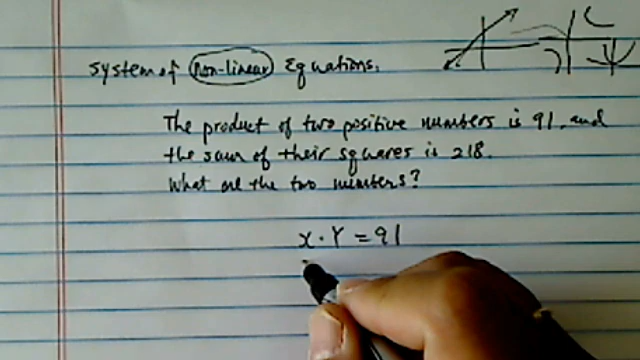 System of non-linear Equations.
The product of two positive numbers is 91, and
the sum of their squares is 218.
What are the two numbers?
x · Y = 91